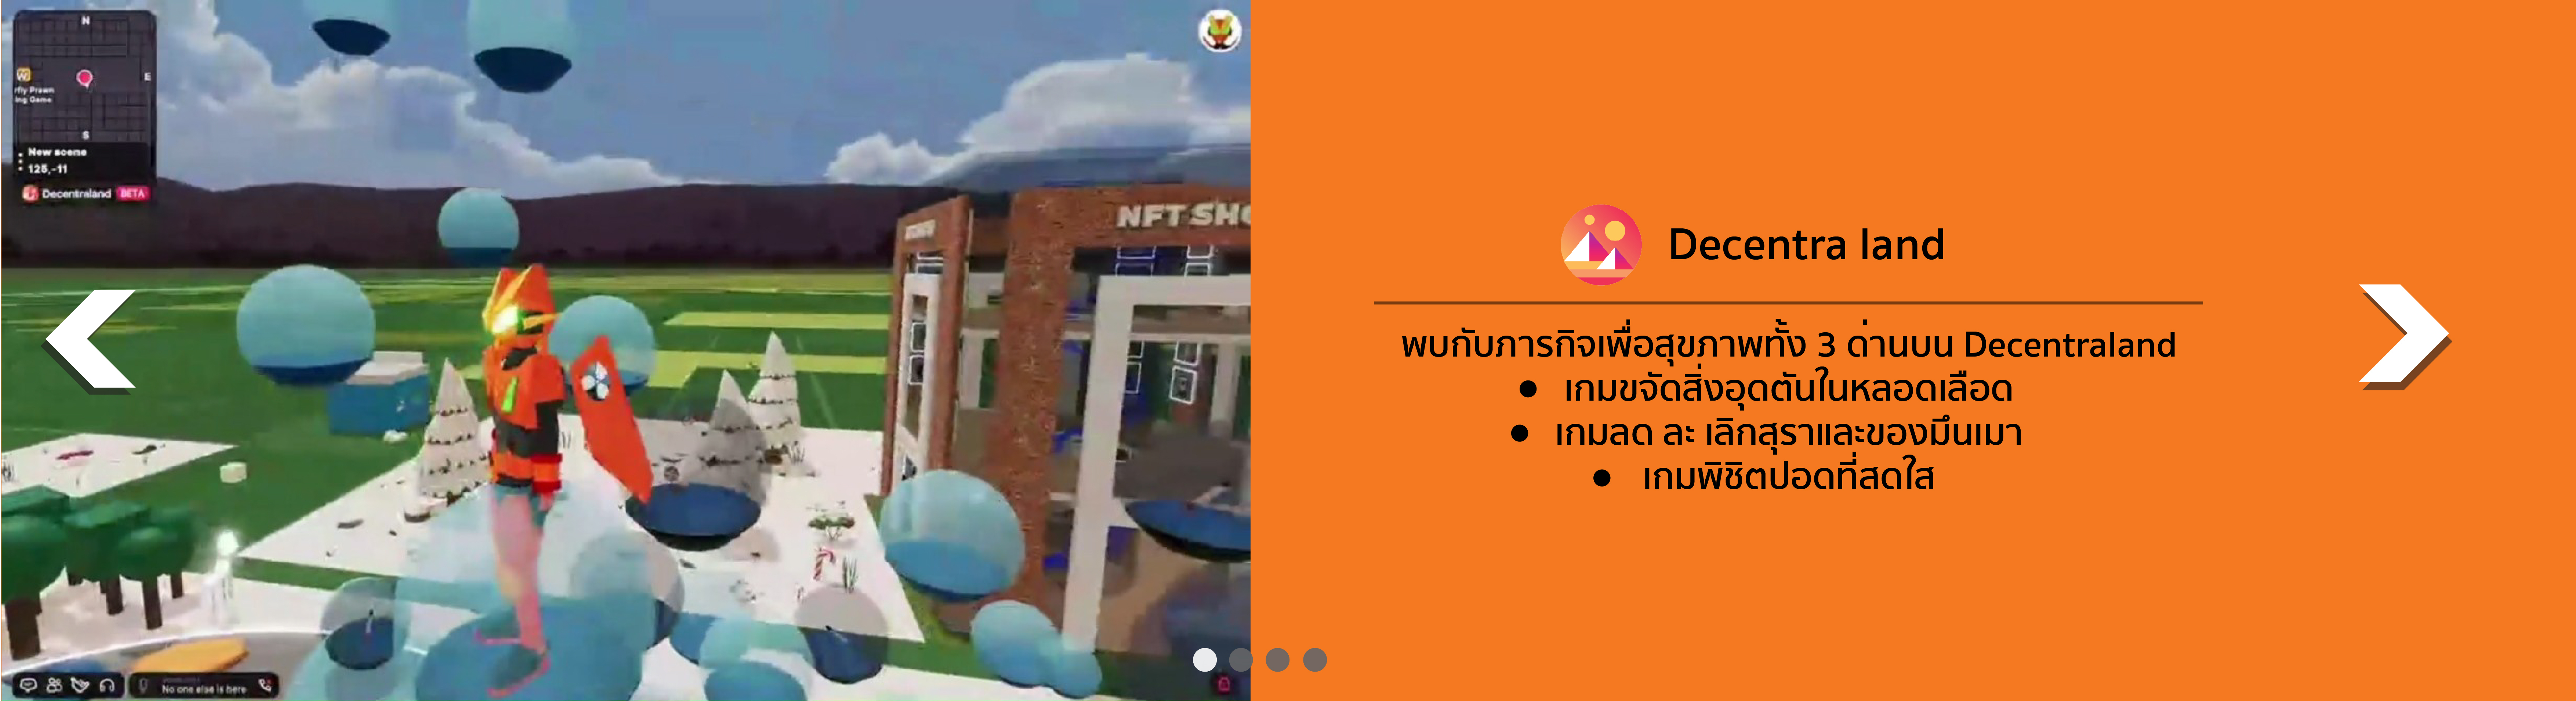 N
W
E
rfly Prawn
ing Game
S
New scene
125,-11
Decentraland BETA
NFT SHO
No one else is here
Decentra land
พบกับภารกิจเพื่อสุขภาพทั้ง 3 ด่านบน Decentraland
● เกมขจัดสิ่งอุดตันในหลอดเลือด
● เกมลด ละ เลิกสุราและของมึนเมา
● เกมพิชิตปอดที่สดใส